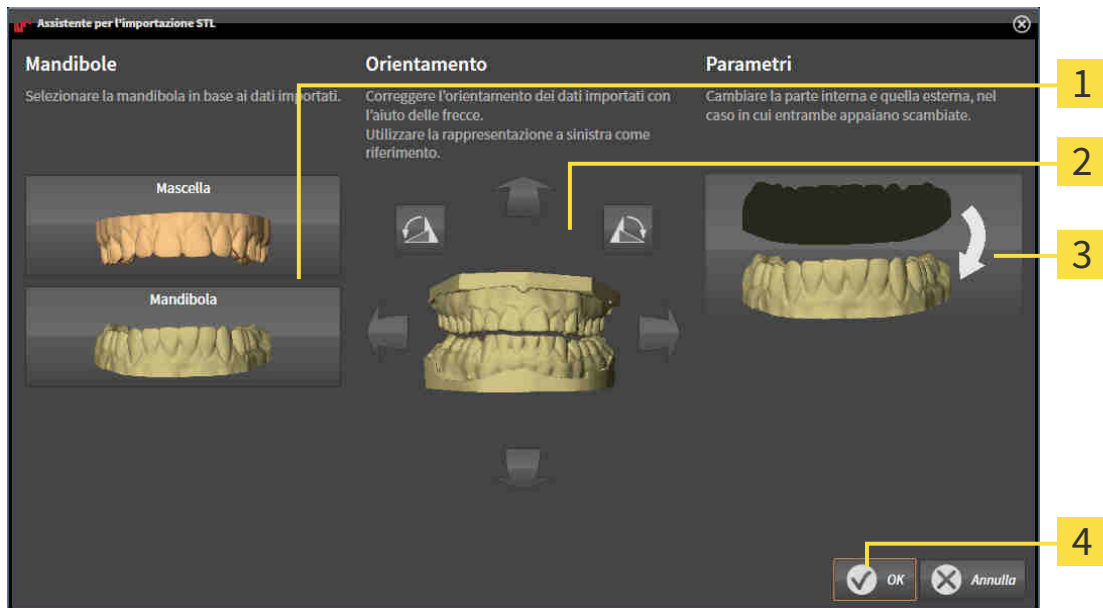 Assistente per l'importazione STL
Mandibole
Selezionare la mandibola in base ai dati importati.
Mascella
Mandibola
Orientamento
Correggere l'orientamento dei dati importati con
l'aiuto delle frecce.
Utilizzare la rappresentazione a sinistra come
riferimento.
Parametri
Cambiare la parte interna e quella esterna, nel
caso in cui entrambe appaiano scambiate.
OK
Annulla
1
2
3
4